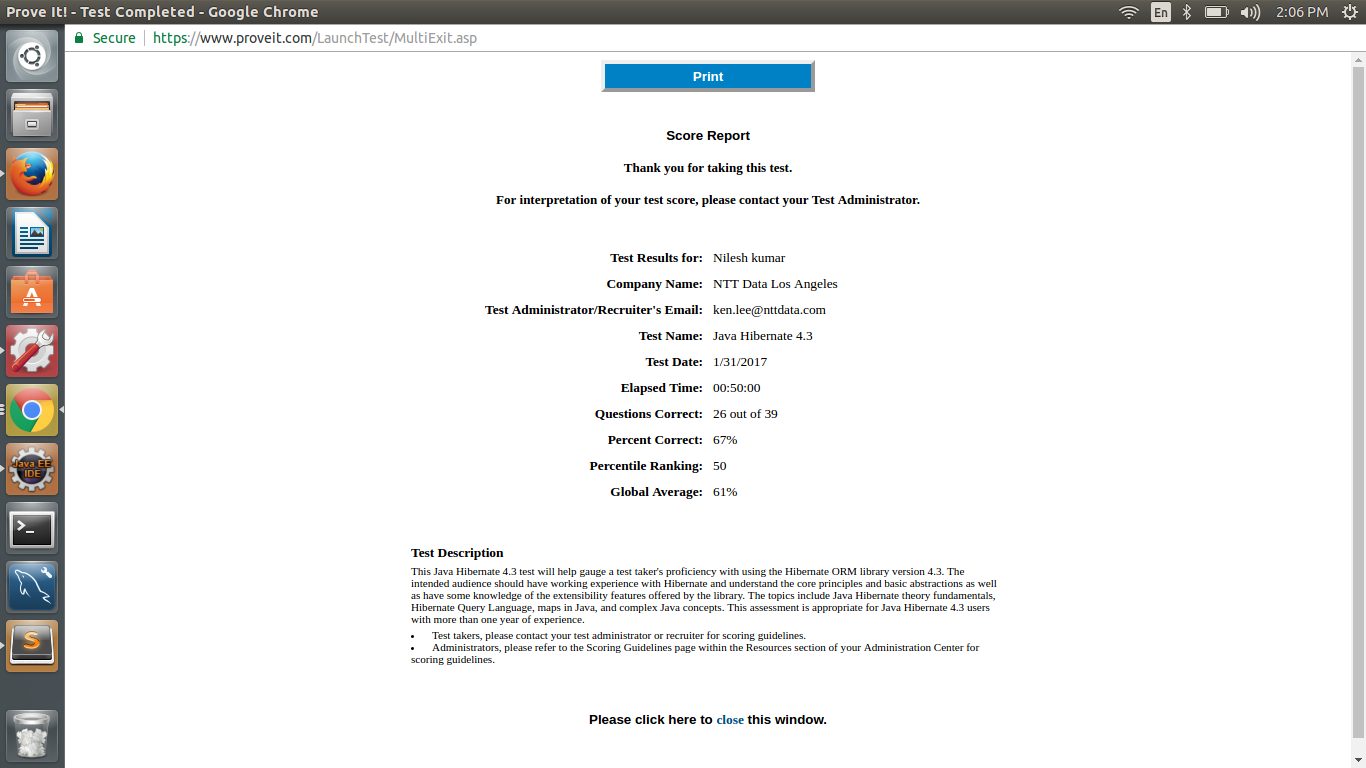 Prove It! - Test Completed - Google Chrome
En
2:06 PM
Secure
https://www.proveit.com/LaunchTest/MultiExit.asp
Print
Score Report
Thank you for taking this test.
For interpretation of your test score, please contact your Test Administrator.
Test Results for: Nilesh kumar
Company Name: NTT Data Los Angeles
Test Administrator/Recruiter's Email: ken.lee@nttdata.com
Test Name: Java Hibernate 4.3
Test Date: 1/31/2017
Elapsed Time: 00:50:00
Questions Correct: 26 out of 39
Percent Correct: 67%
Percentile Ranking: 50
Global Average: 61%
Java EE
IDE
Test Description
This Java Hibernate 4.3 test will help gauge a test taker's proficiency with using the Hibernate ORM library version 4.3. The
intended audience should have working experience with Hibernate and understand the core principles and basic abstractions as well
as have some knowledge of the extensibility features offered by the library. The topics include Java Hibernate theory fundamentals,
Hibernate Query Language, maps in Java, and complex Java concepts. This assessment is appropriate for Java Hibernate 4.3 users
with more than one year of experience.
• Test takers, please contact your test administrator or recruiter for scoring guidelines.
• Administrators, please refer to the Scoring Guidelines page within the Resources section of your Administration Center for
scoring guidelines.
Please click here to close this window.